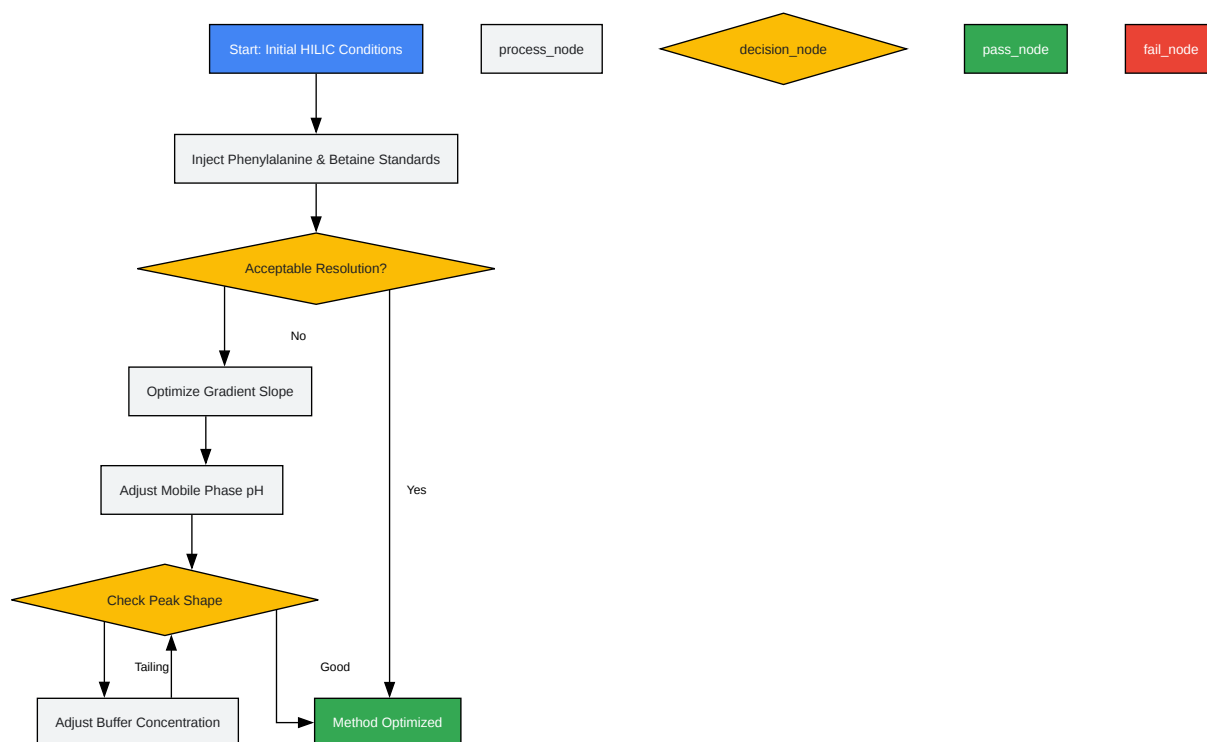 Start: Initial HILIC Conditions
process_node
decision_node
pass_node
fail_node
Inject Phenylalanine & Betaine Standards
Acceptable Resolution?
No
Optimize Gradient Slope
Adjust Mobile Phase pH
Yes
Check Peak Shape
Tailing
Good
Adjust Buffer Concentration
Method Optimized